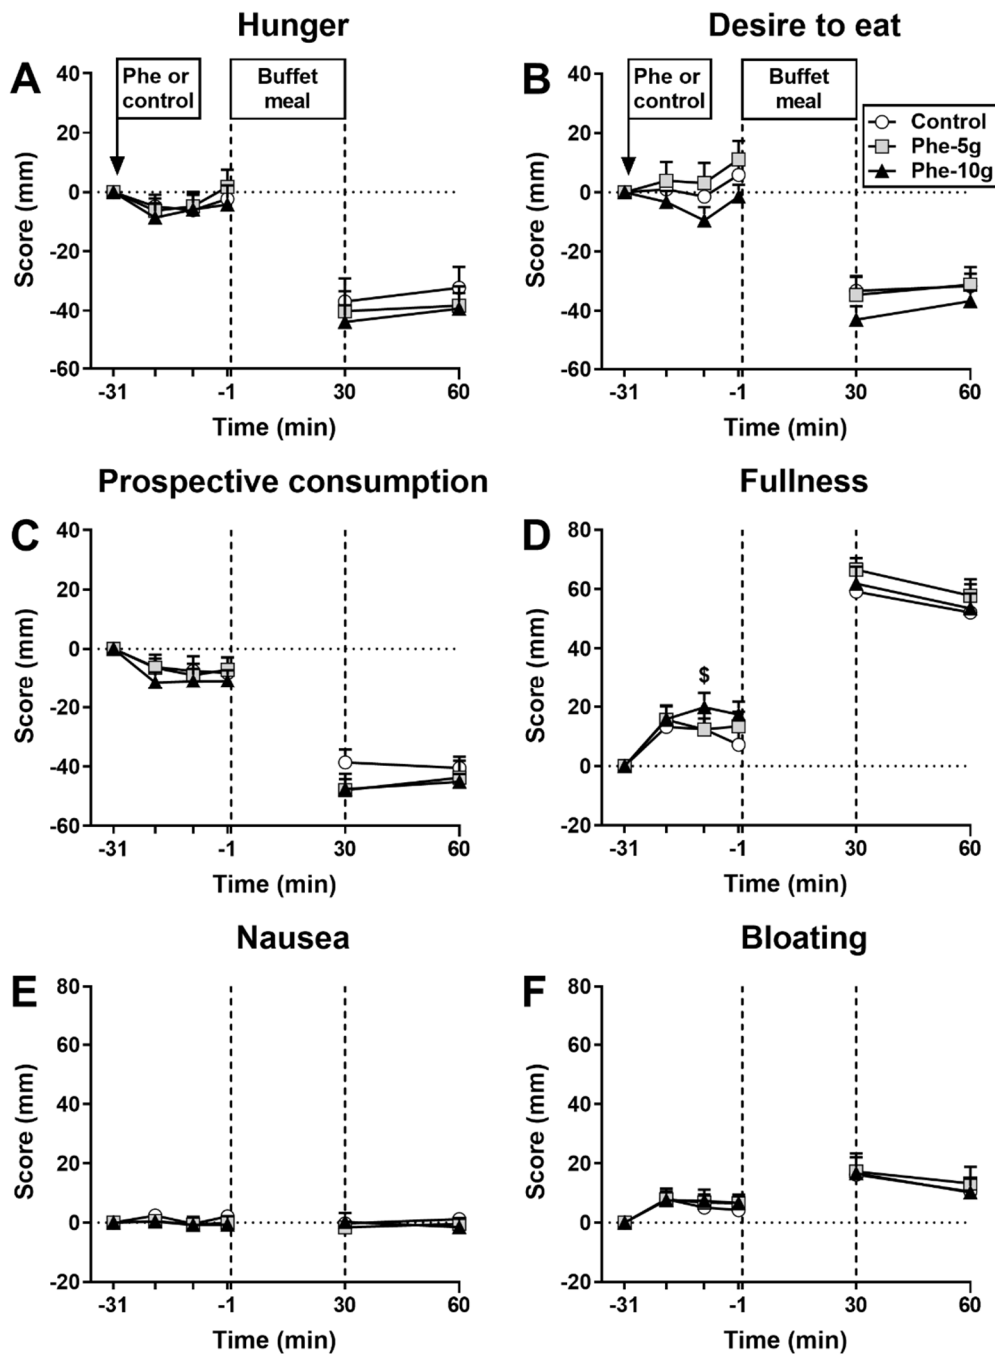 Hunger
A
Phe or
control
Buffet
meal
Score (mm)
40
20
0
-20
-40
-60
-31
-1
30
60
Time (min)
Desire to eat
B
Phe or
control
Buffet
meal
Control
Phe-5g
Phe-10g
Score (mm)
40
20
0
-20
-40
-60
-31
-1
30
60
Time (min)
Prospective consumption
C
Score (mm)
40
20
0
-20
-40
-60
-31
-1
30
60
Time (min)
Fullness
D
Score (mm)
80
60
40
20
0
-20
$
-31
-1
30
60
Time (min)
Nausea
E
Score (mm)
80
60
40
20
0
-20
-31
-1
30
60
Time (min)
Bloating
F
Score (mm)
80
60
40
20
0
-20
-31
-1
30
60
Time (min)